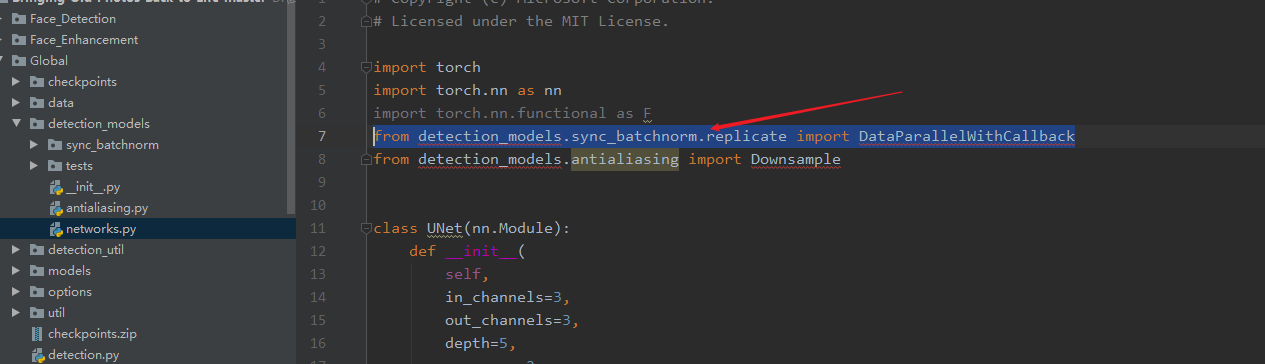 Bringing-Old-Photos-Back-to-Life-master
Face_Detection
Face_Enhancement
Global
checkpoints
data
detection_models
sync_batchnorm
tests
__init__.py
antialiasing.py
networks.py
detection_util
models
options
util
checkpoints.zip
detection.py
1 # Copyright (c) Microsoft Corporation.
2 # Licensed under the MIT License.
3
4 import torch
5 import torch.nn as nn
6 import torch.nn.functional as F
7 from detection_models.sync_batchnorm.replicate import DataParallelWithCallback
8 from detection_models.antialiasing import Downsample
9
10
11 class UNet(nn.Module):
12 def __init__(
13 self,
14 in_channels=3,
15 out_channels=3,
16 depth=5,
17